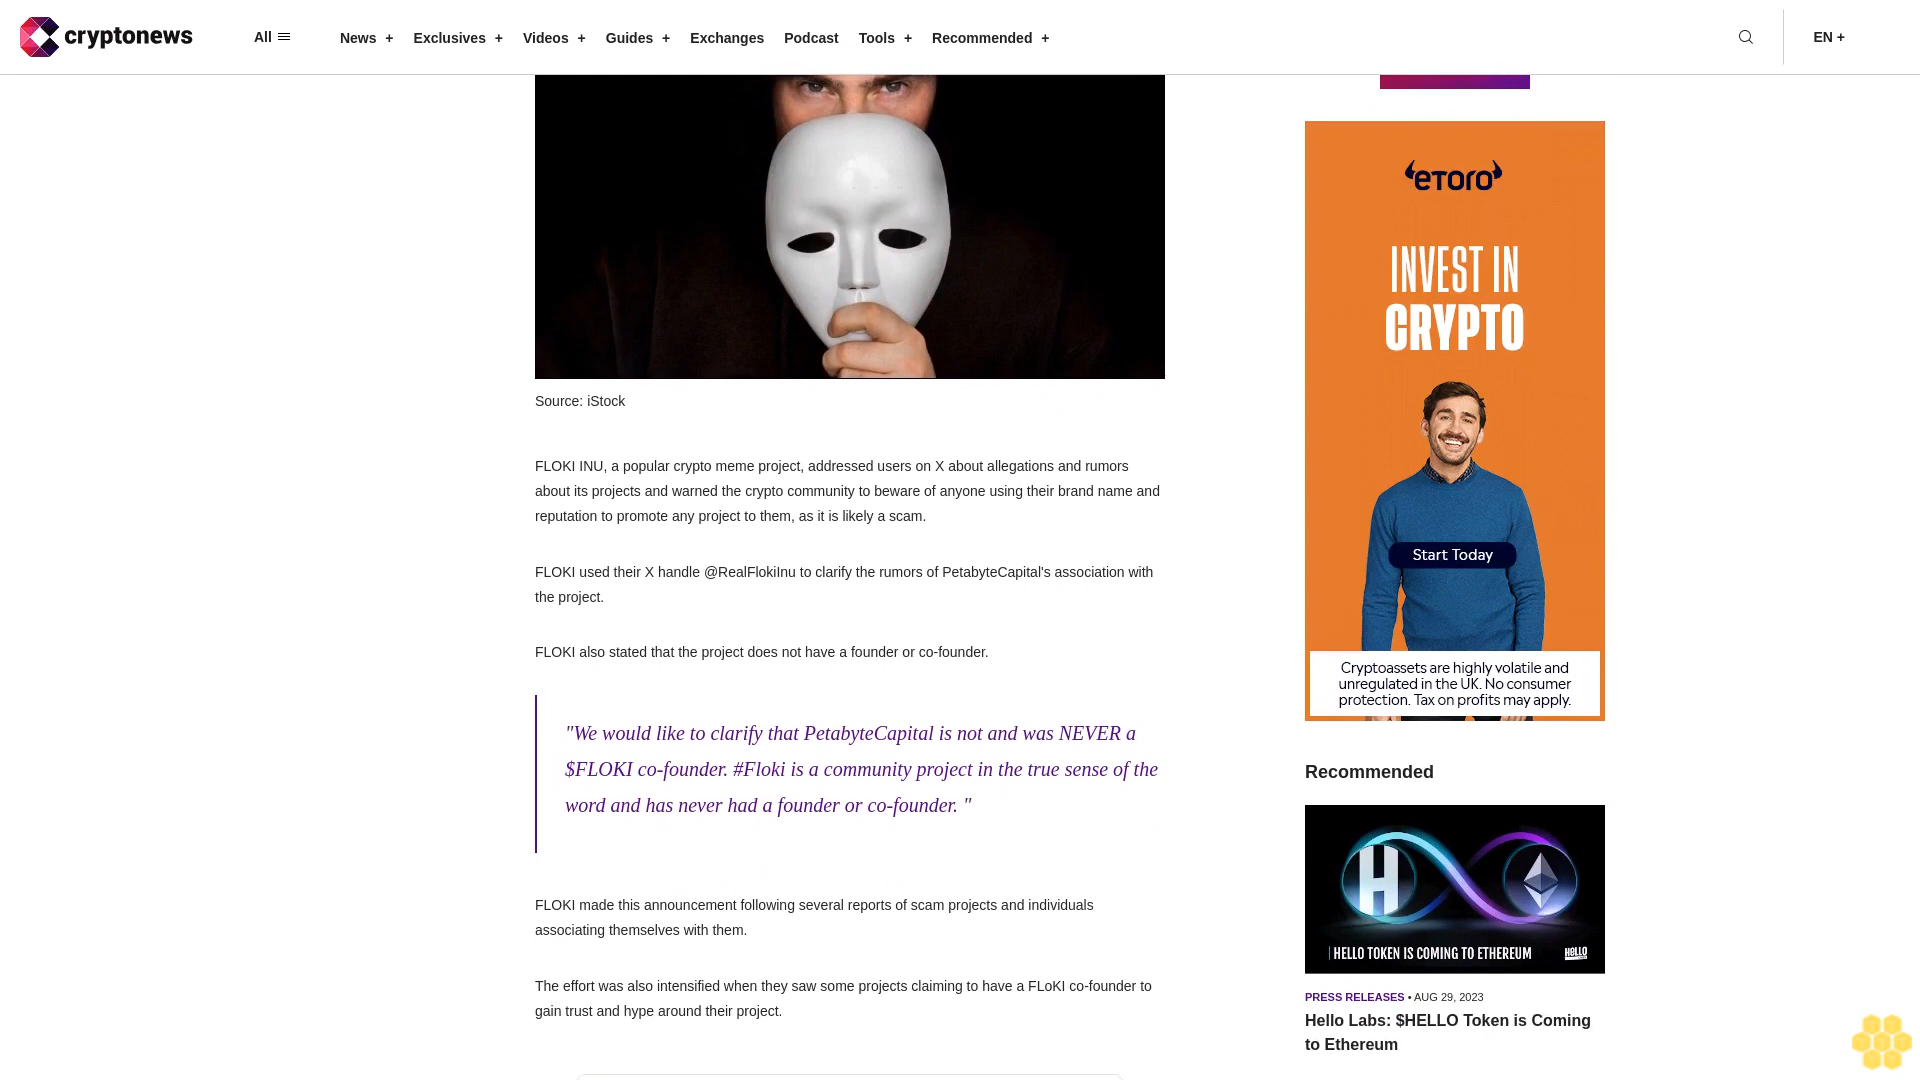 cryptonews
All
News +
Exclusives +
Videos +
Guides +
Exchanges
Podcast
Tools +
Recommended +
EN +
Source: iStock
FLOKI INU, a popular crypto meme project, addressed users on X about allegations and rumors
about its projects and warned the crypto community to beware of anyone using their brand name and
reputation to promote any project to them, as it is likely a scam.
FLOKI used their X handle @RealFlokiInu to clarify the rumors of PetabyteCapital's association with
the project.
FLOKI also stated that the project does not have a founder or co-founder.
"We would like to clarify that PetabyteCapital is not and was NEVER a
$FLOKI co-founder. #Floki is a community project in the true sense of the
word and has never had a founder or co-founder. "
FLOKI made this announcement following several reports of scam projects and individuals
associating themselves with them.
The effort was also intensified when they saw some projects claiming to have a FLoKI co-founder to
gain trust and hype around their project.
eTORO
INVEST IN
CRYPTO
Start Today
Cryptoassets are highly volatile and
unregulated in the UK. No consumer
protection. Tax on profits may apply.
Recommended
H
HELLO TOKEN IS COMING TO ETHEREUM
HELLO
PRESS RELEASES • AUG 29, 2023
Hello Labs: $HELLO Token is Coming
to Ethereum